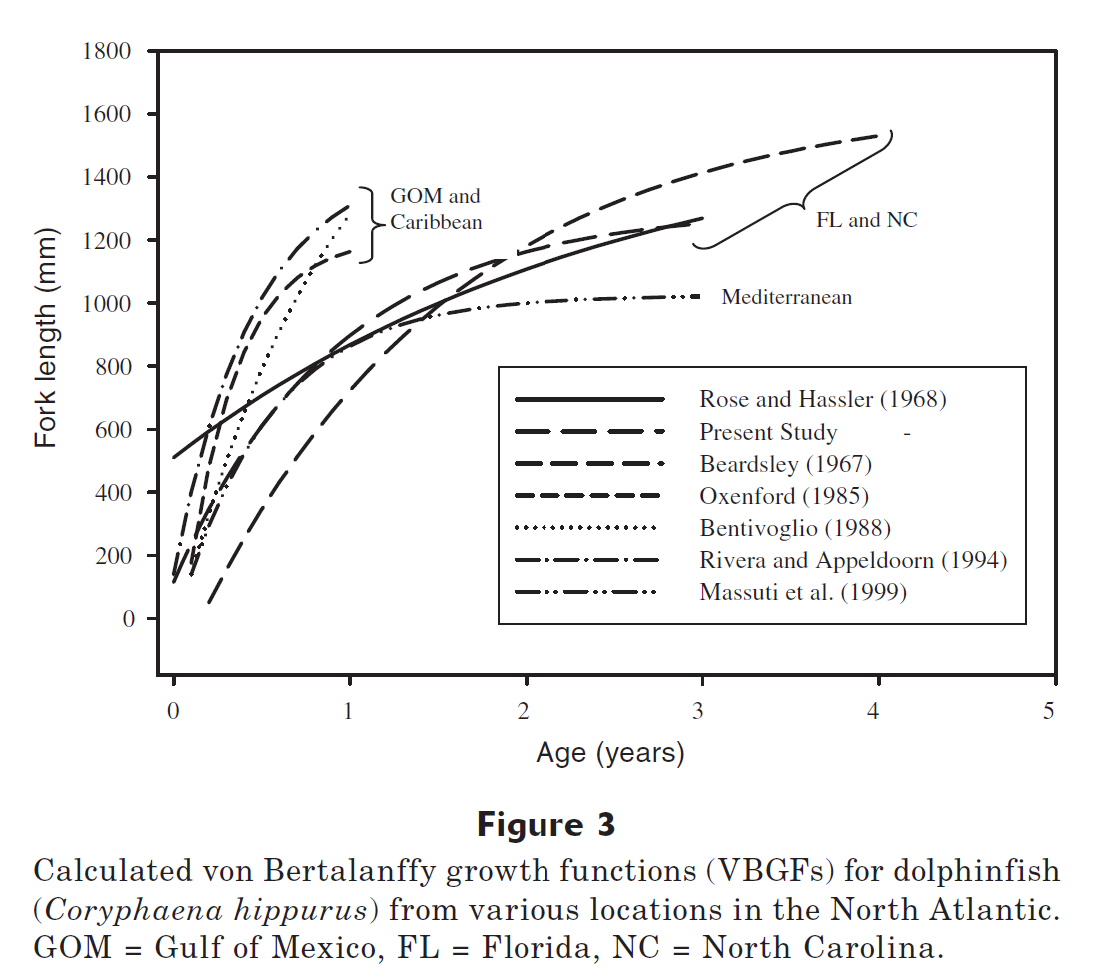 1800
1600
1400
1200
1000
800
600
400
200
0
Fork length (mm)
GOM and
Caribbean
FL and NC
Mediterranean
Rose and Hassler (1968)
Present Study -
Beardsley (1967)
Oxenford (1985)
Bentivoglio (1988)
Rivera and Appeldoorn (1994)
Massuti et al. (1999)
0 1 2 3 4 5
Age (years)
Figure 3
Calculated von Bertalanffy growth functions (VBGFs) for dolphinfish
(Coryphaena hippurus) from various locations in the North Atlantic.
GOM = Gulf of Mexico, FL = Florida, NC = North Carolina.